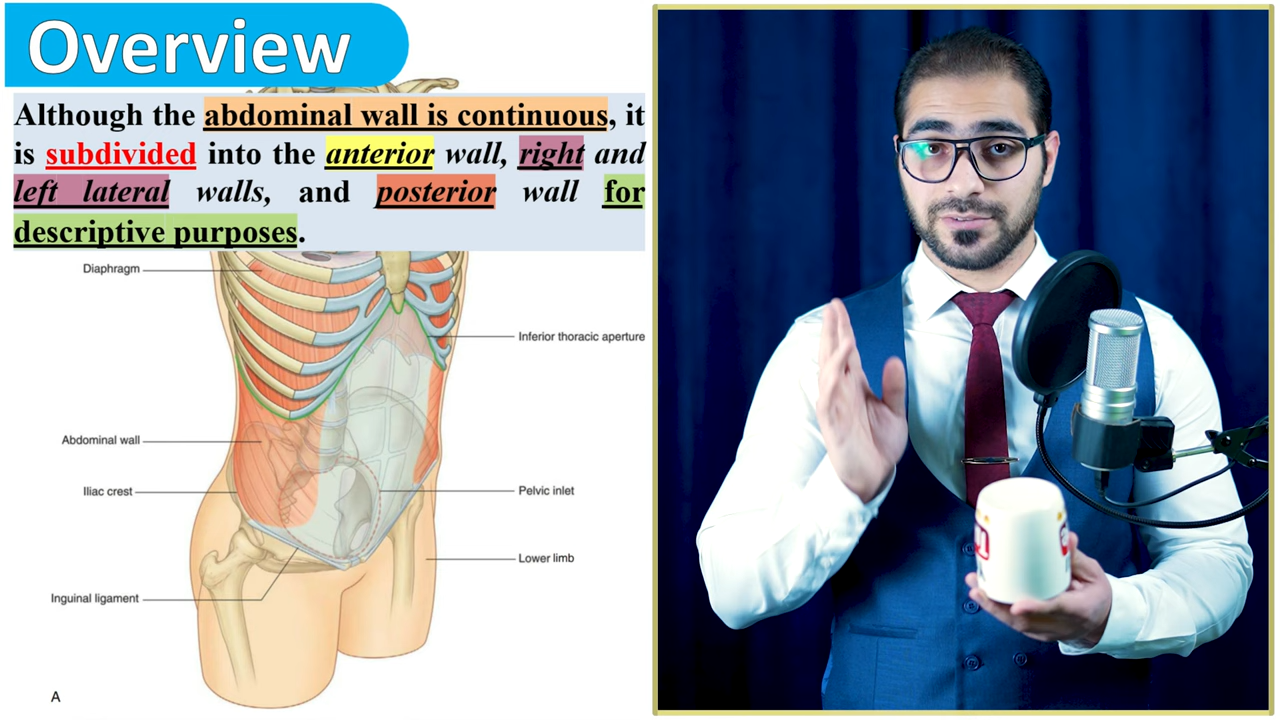 Overview
Although the abdominal wall is continuous, it
is subdivided into the anterior wall, right and
left lateral walls, and posterior wall for
descriptive purposes.
Diaphragm
Inferior thoracic aperture
Abdominal wall
Iliac crest
Pelvic inlet
Lower limb
Inguinal ligament
A